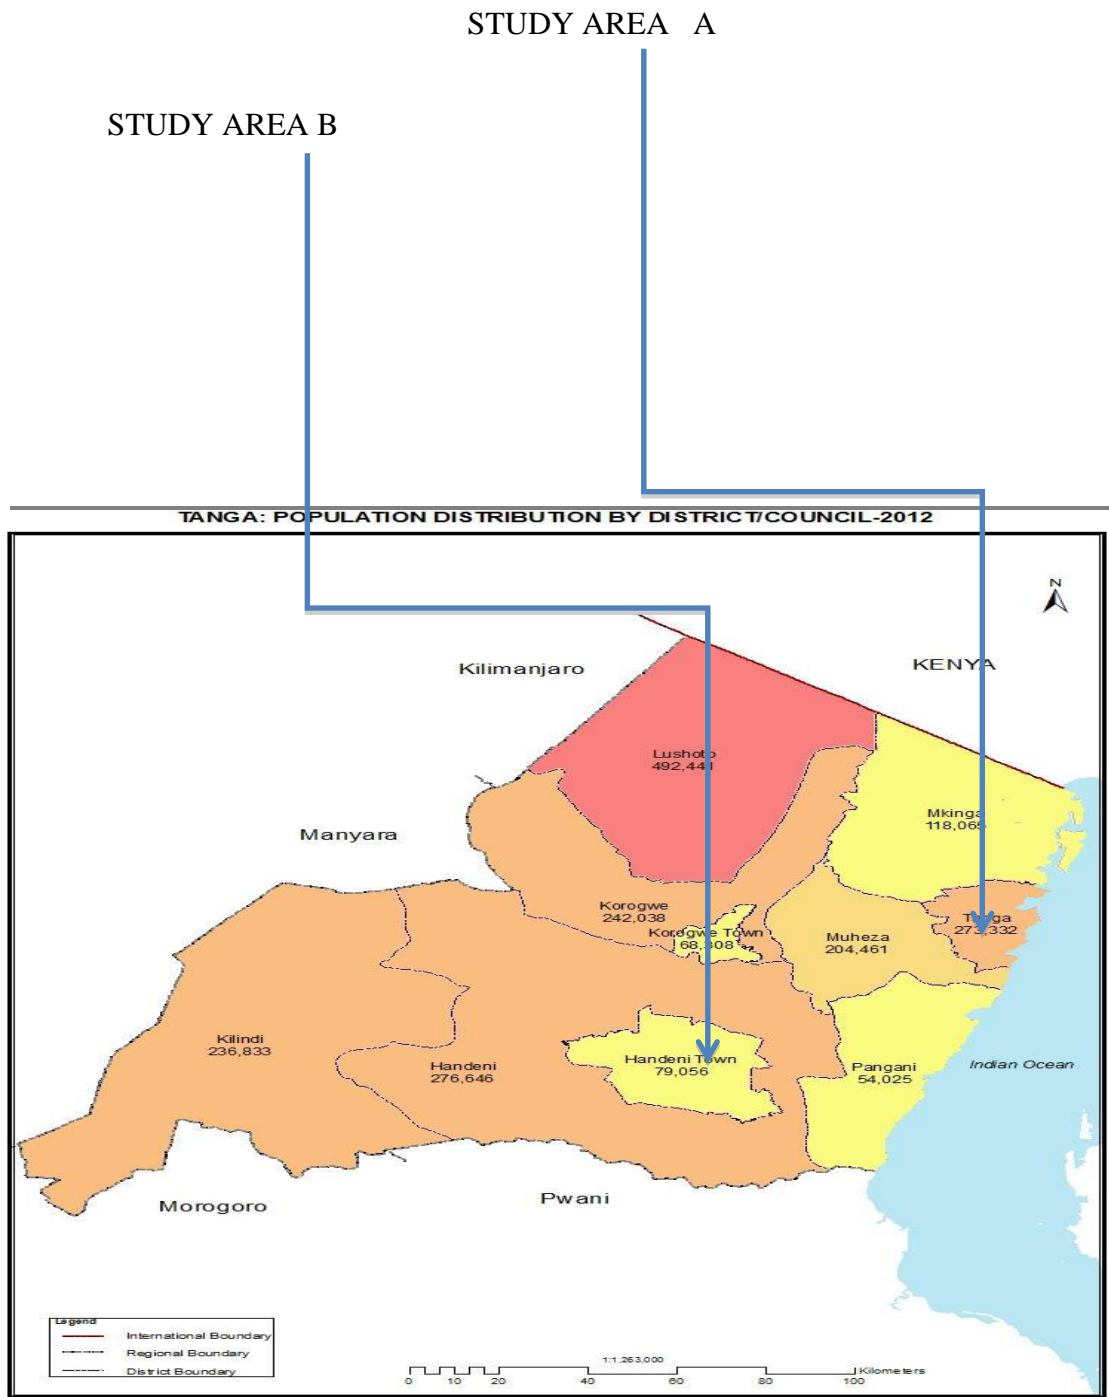 STUDY AREA   A
STUDY AREA B
TANGA: POPULATION DISTRIBUTION BY DISTRICT/COUNCIL-2012
N
Kilimanjaro
KENYA
Lushoto
492,441
Mkinga
118,065
Manyara
Korogwe
242,038
Korogwe Town
68,308
Muheza
204,461
Tanga
273,332
Kilindi
236,833
Handeni
276,646
Handeni Town
79,056
Pangani
54,025
Indian Ocean
Morogoro
Pwani
Legend
International Boundary
Regional Boundary
District Boundary
1:1,263,000
0 10 20 40 60 80 100 Kilometers